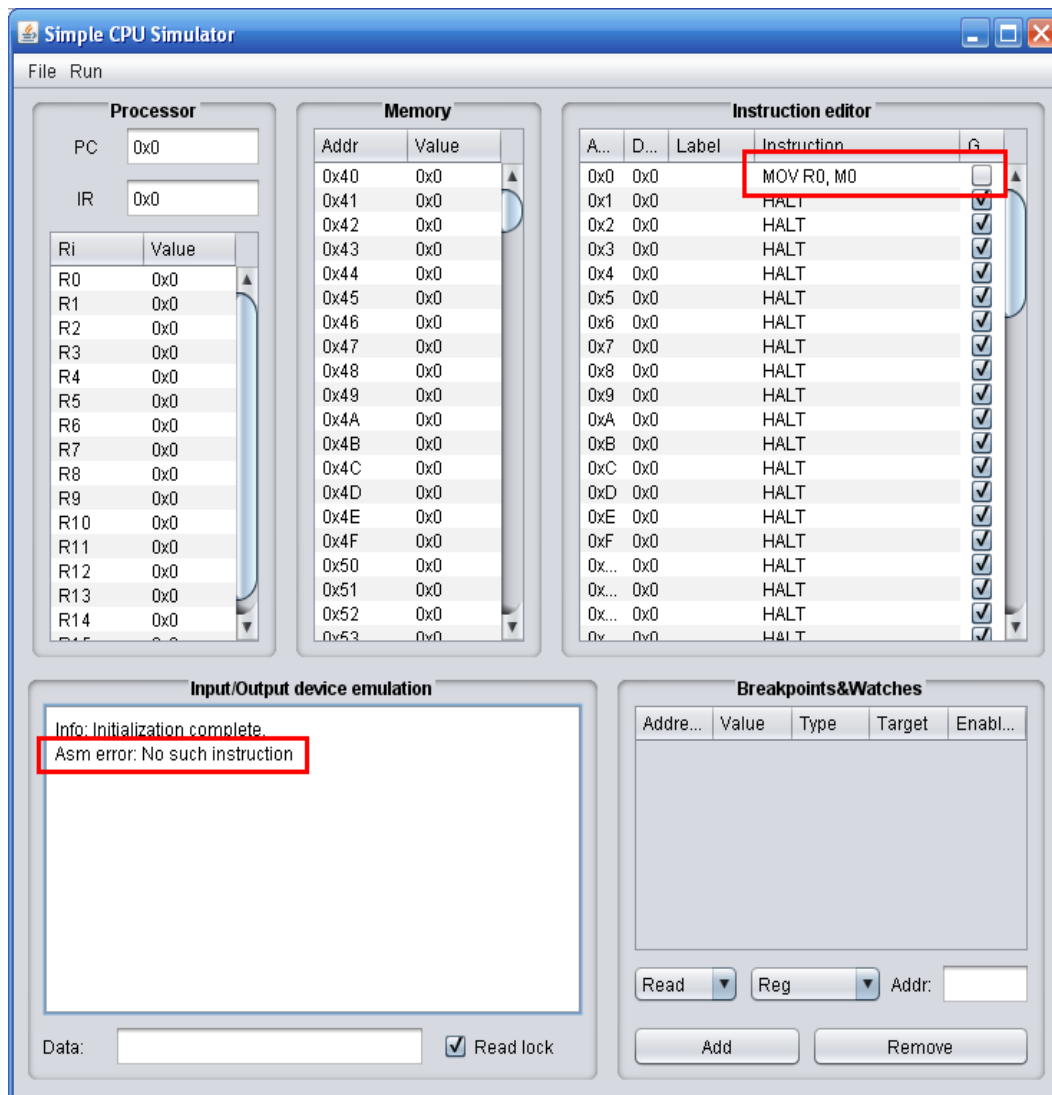 Simple CPU Simulator
File Run
Processor
PC 0x0
IR 0x0
Ri Value
R0 0x0
R1 0x0
R2 0x0
R3 0x0
R4 0x0
R5 0x0
R6 0x0
R7 0x0
R8 0x0
R9 0x0
R10 0x0
R11 0x0
R12 0x0
R13 0x0
R14 0x0
Memory
Addr Value
0x40 0x0
0x41 0x0
0x42 0x0
0x43 0x0
0x44 0x0
0x45 0x0
0x46 0x0
0x47 0x0
0x48 0x0
0x49 0x0
0x4A 0x0
0x4B 0x0
0x4C 0x0
0x4D 0x0
0x4E 0x0
0x4F 0x0
0x50 0x0
0x51 0x0
0x52 0x0
0x53 0x0
Instruction editor
A... D... Label Instruction G
0x0 0x0 MOV R0, M0
0x1 0x0 HALT
0x2 0x0 HALT
0x3 0x0 HALT
0x4 0x0 HALT
0x5 0x0 HALT
0x6 0x0 HALT
0x7 0x0 HALT
0x8 0x0 HALT
0x9 0x0 HALT
0xA 0x0 HALT
0xB 0x0 HALT
0xC 0x0 HALT
0xD 0x0 HALT
0xE 0x0 HALT
0xF 0x0 HALT
0x... 0x0 HALT
0x... 0x0 HALT
0x... 0x0 HALT
0x... 0x0 HALT
Input/Output device emulation
Info: Initialization complete.
Asm error: No such instruction
Data: Read lock
Breakpoints&Watches
Addre... Value Type Target Enabl...
Read Reg Addr:
Add Remove